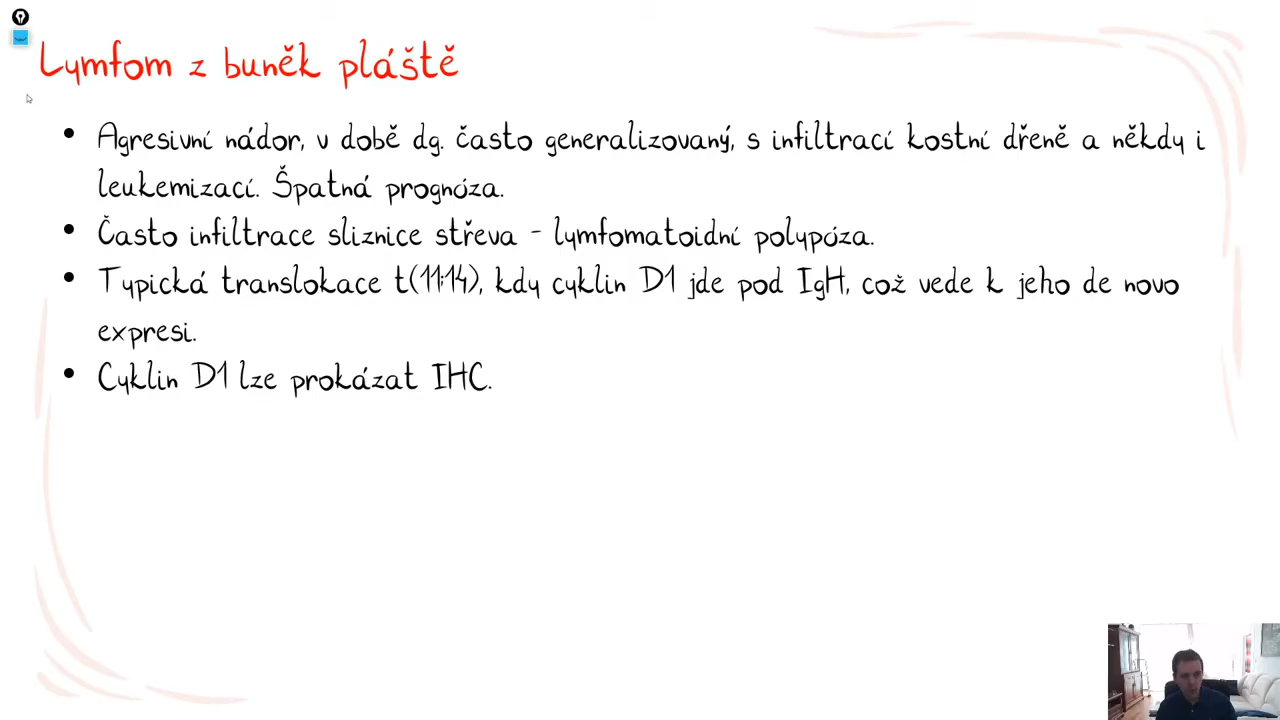 Lymfom z buněk pláště
• Agresivní nádor, v době dg. často generalizovaný, s infiltrací kostní dřeně a někdy i
leukemizací. Špatná prognóza.
• Často infiltrace sliznice střeva - lymfomatoidní polypóza.
• Typická translokace t(11;14), kdy cyklin D1 jde pod IgH, což vede k jeho de novo
expresi.
• Cyklin D1 lze prokázat IHC.